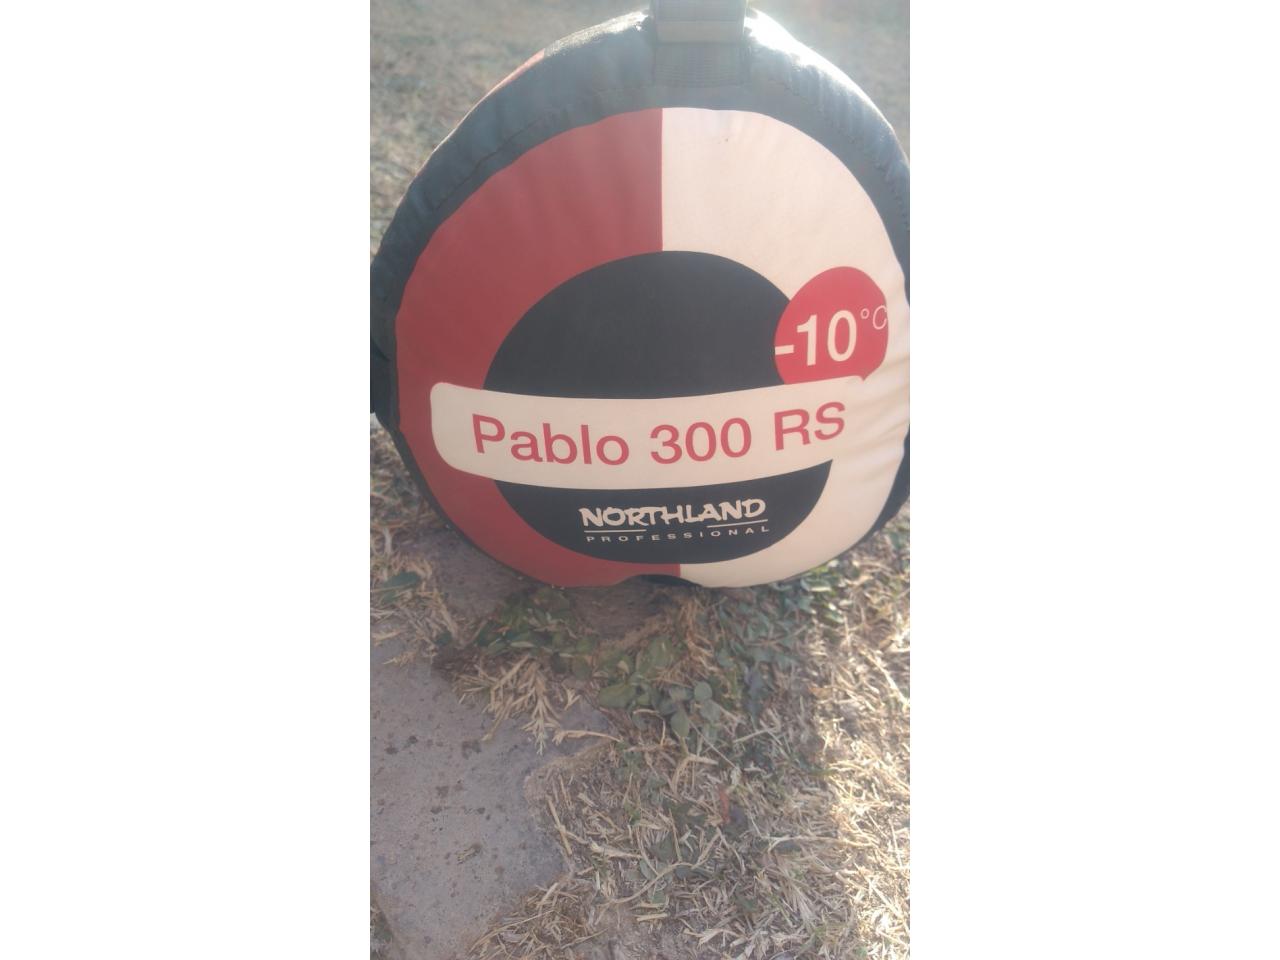 -10°C
Pablo 300 RS
NORTHLAND
PROFESSIONAL